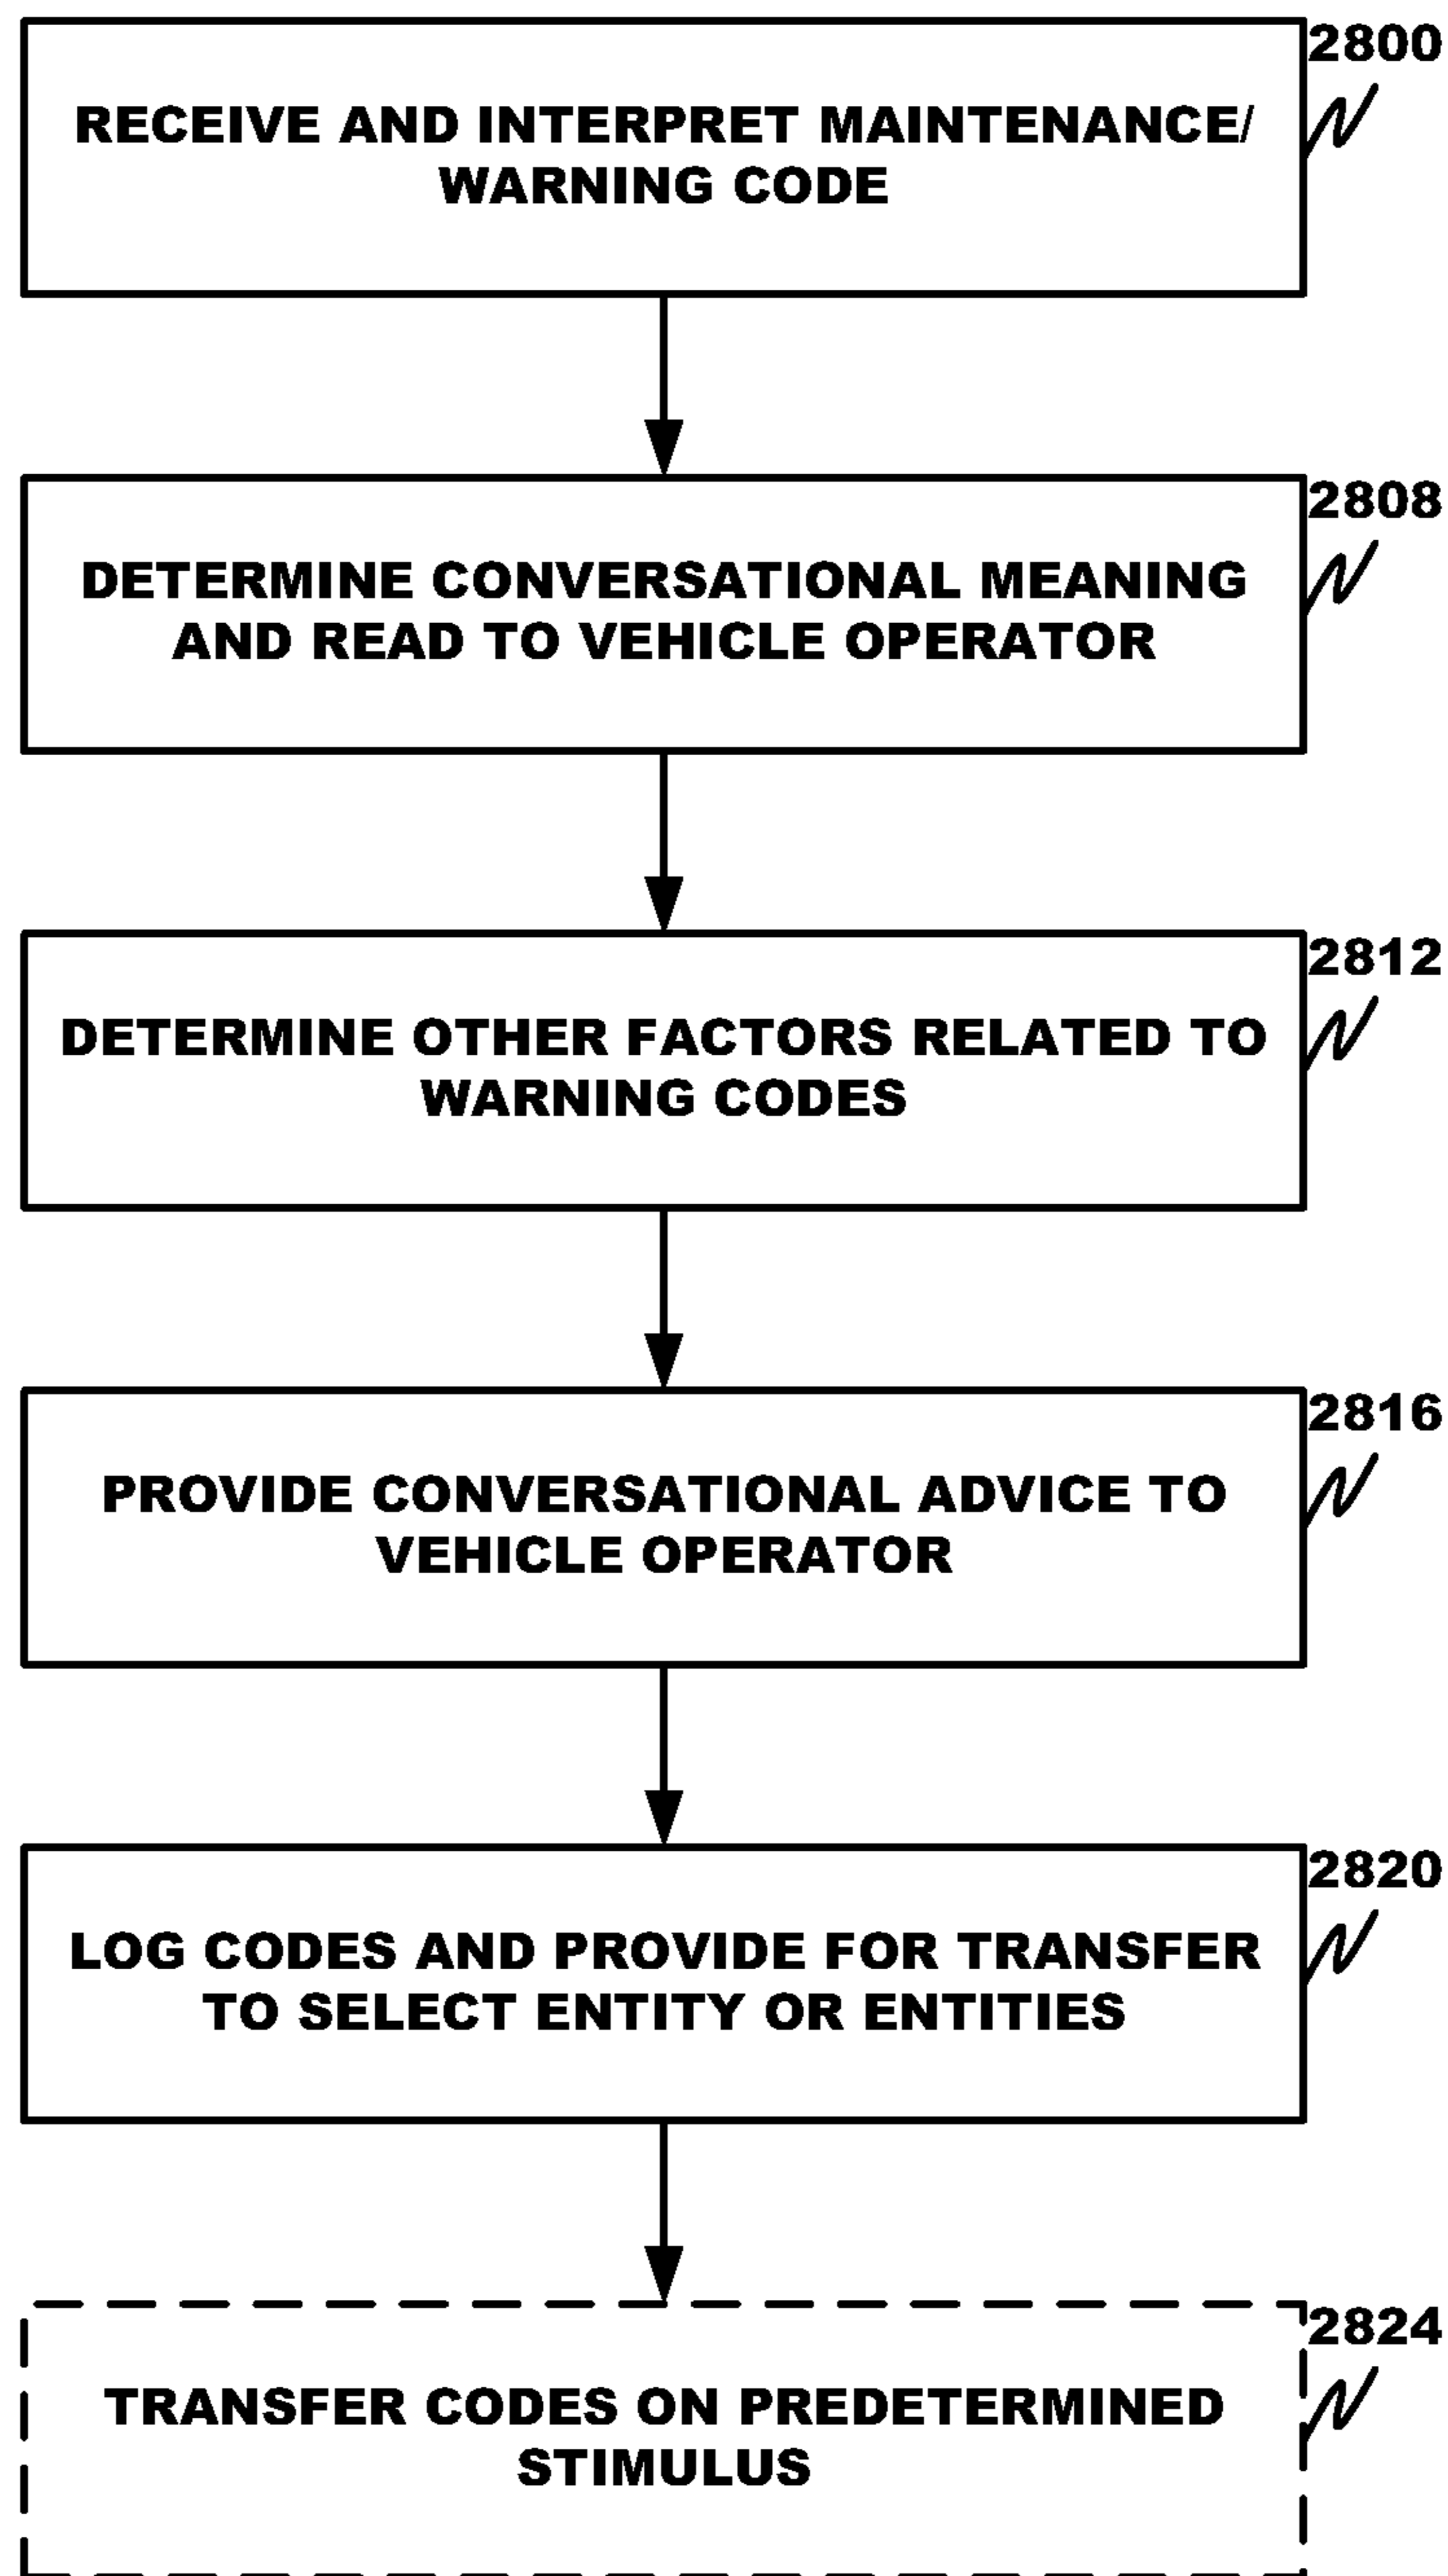 2800
RECEIVE AND INTERPRET MAINTENANCE/
WARNING CODE
2808
DETERMINE CONVERSATIONAL MEANING
AND READ TO VEHICLE OPERATOR
2812
DETERMINE OTHER FACTORS RELATED TO
WARNING CODES
2816
PROVIDE CONVERSATIONAL ADVICE TO
VEHICLE OPERATOR
2820
LOG CODES AND PROVIDE FOR TRANSFER
TO SELECT ENTITY OR ENTITIES
2824
TRANSFER CODES ON PREDETERMINED
STIMULUS